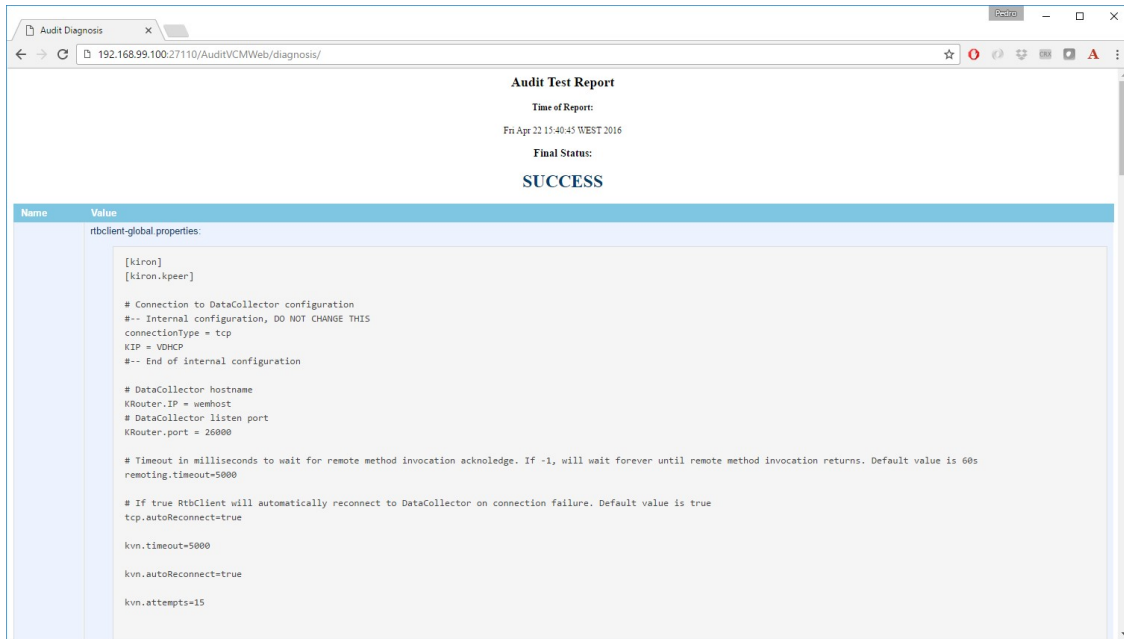 Pedro
Audit Diagnosis
192.168.99.100:27110/AuditVCMWeb/diagnosis/
Audit Test Report
Time of Report:
Fri Apr 22 15:40:45 WEST 2016
Final Status:
SUCCESS
Name Value
rtbclient-global.properties:
[kiron]
[kiron.kpeer]
# Connection to DataCollector configuration
#-- Internal configuration, DO NOT CHANGE THIS
connectionType = tcp
KIP = VDHCP
#-- End of internal configuration
# DataCollector hostname
KRouter.IP = wemhost
# DataCollector listen port
KRouter.port = 26000
# Timeout in milliseconds to wait for remote method invocation acknoledge. If -1, will wait forever until remote method invocation returns. Default value is 60s
remoting.timeout=5000
# If true RtbClient will automatically reconnect to DataCollector on connection failure. Default value is true
tcp.autoReconnect=true
kvn.timeout=5000
kvn.autoReconnect=true
kvn.attempts=15